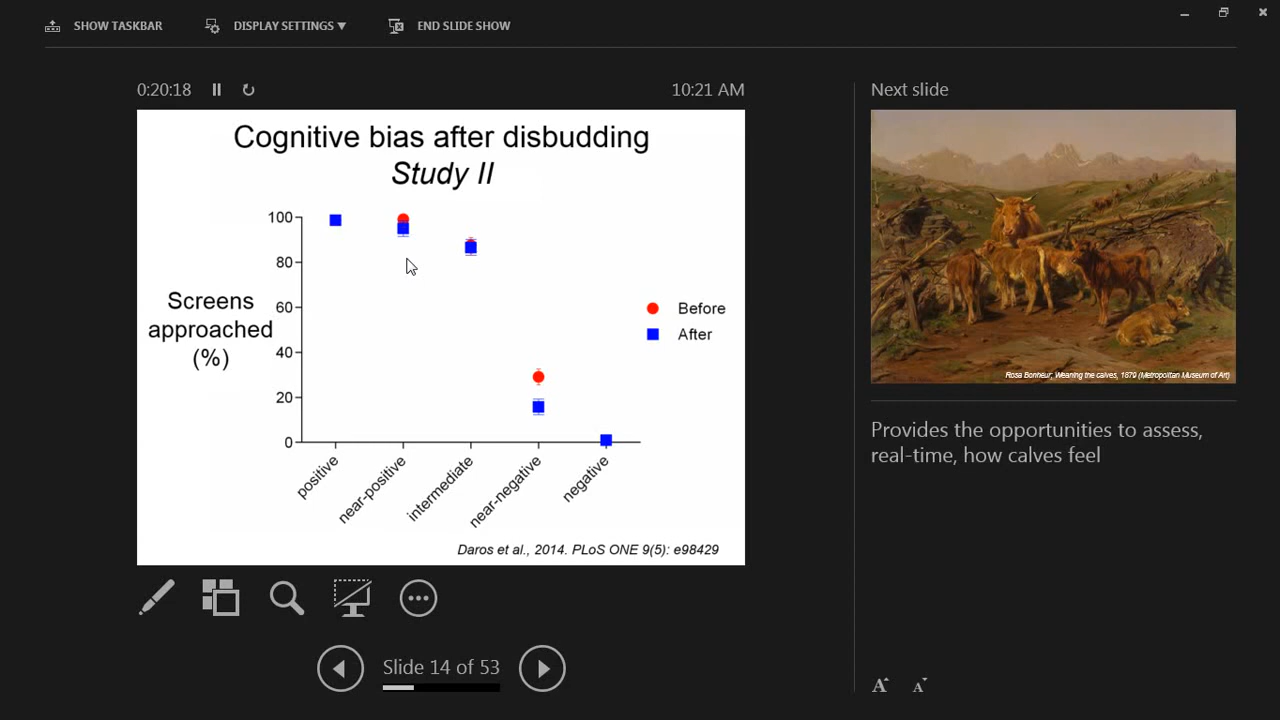 SHOW TASKBAR
DISPLAY SETTINGS ▼
END SLIDE SHOW
0:20:18
10:21 AM
Cognitive bias after disbudding
Study II
Screens
approached
(%)
100
80
60
40
20
0
positive
near-positive
intermediate
near-negative
negative
Before
After
Daros et al., 2014. PLoS ONE 9(5): e98429
Slide 14 of 53
Next slide
Rosa Bonheur; Weaning the calves, 1879 (Metropolitan Museum of Art)
Provides the opportunities to assess,
real-time, how calves feel
A
A